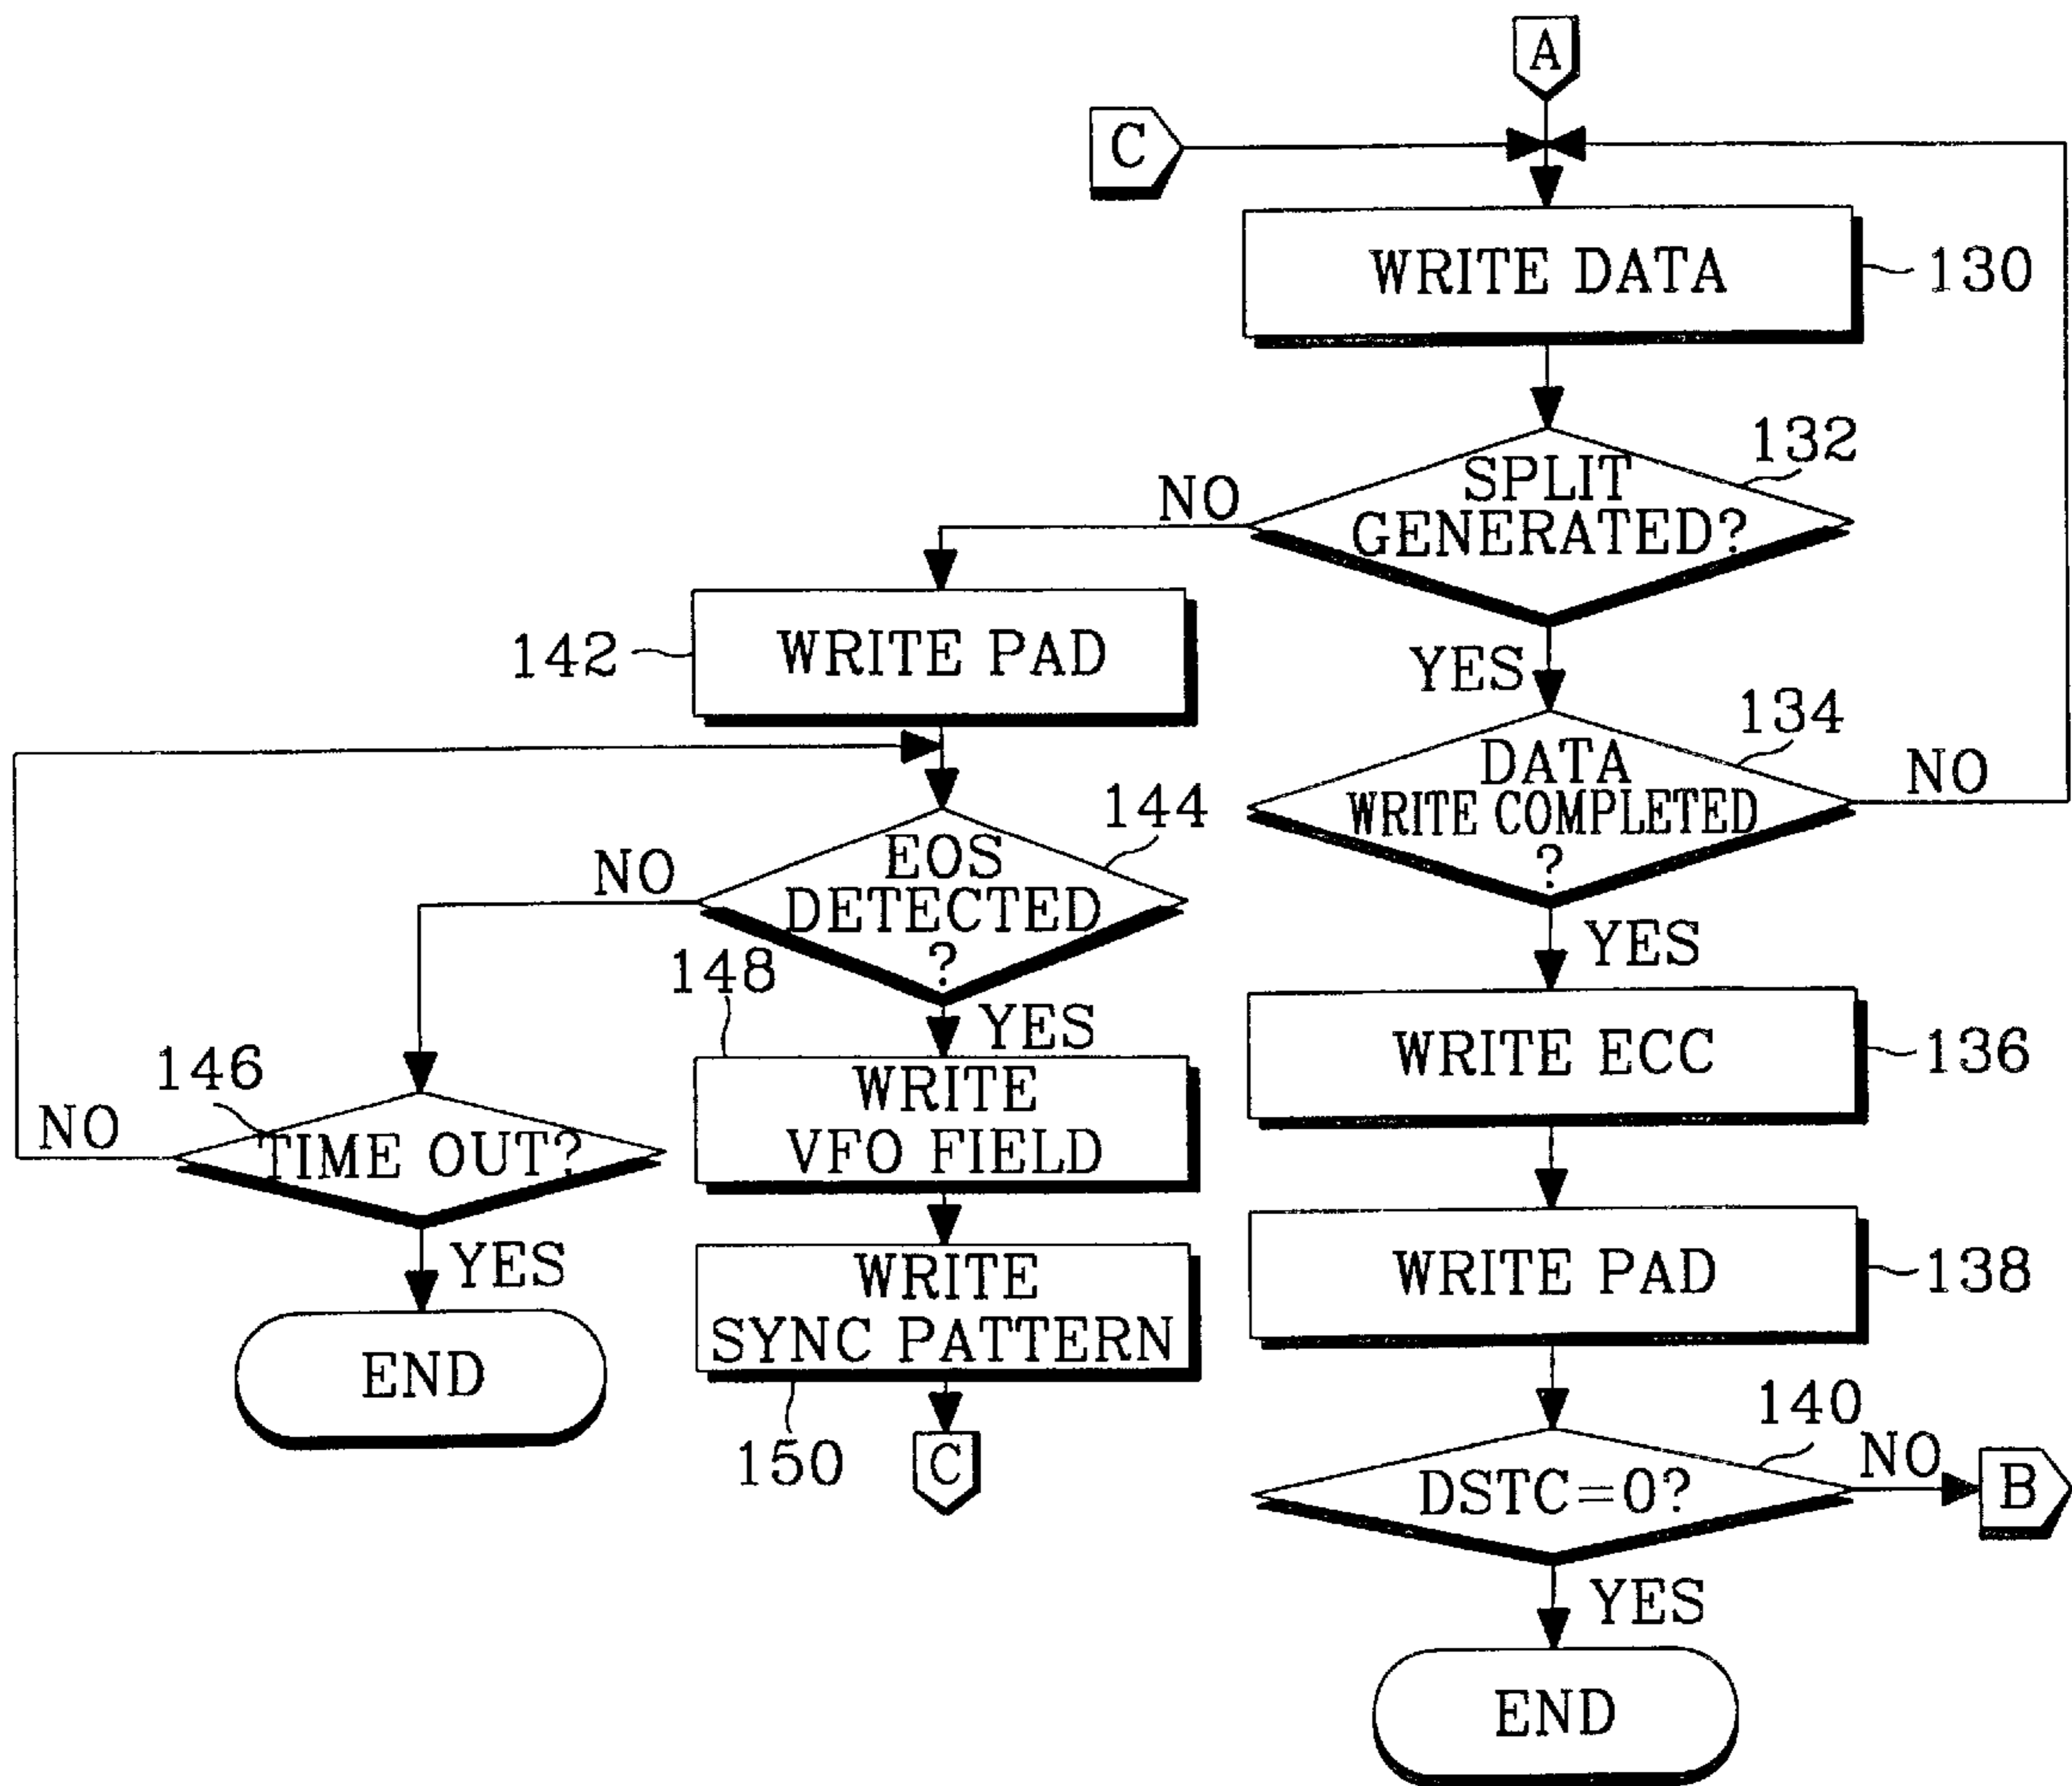 A
C
WRITE DATA
130
132
SPLIT
GENERATED?
NO
YES
WRITE PAD
142
134
DATA
WRITE COMPLETED
?
NO
YES
144
EOS
DETECTED
?
NO
YES
148
WRITE
VFO FIELD
WRITE ECC
136
146
TIME OUT?
NO
YES
END
WRITE
SYNC PATTERN
150
C
WRITE PAD
138
140
DSTC=0?
NO
B
YES
END